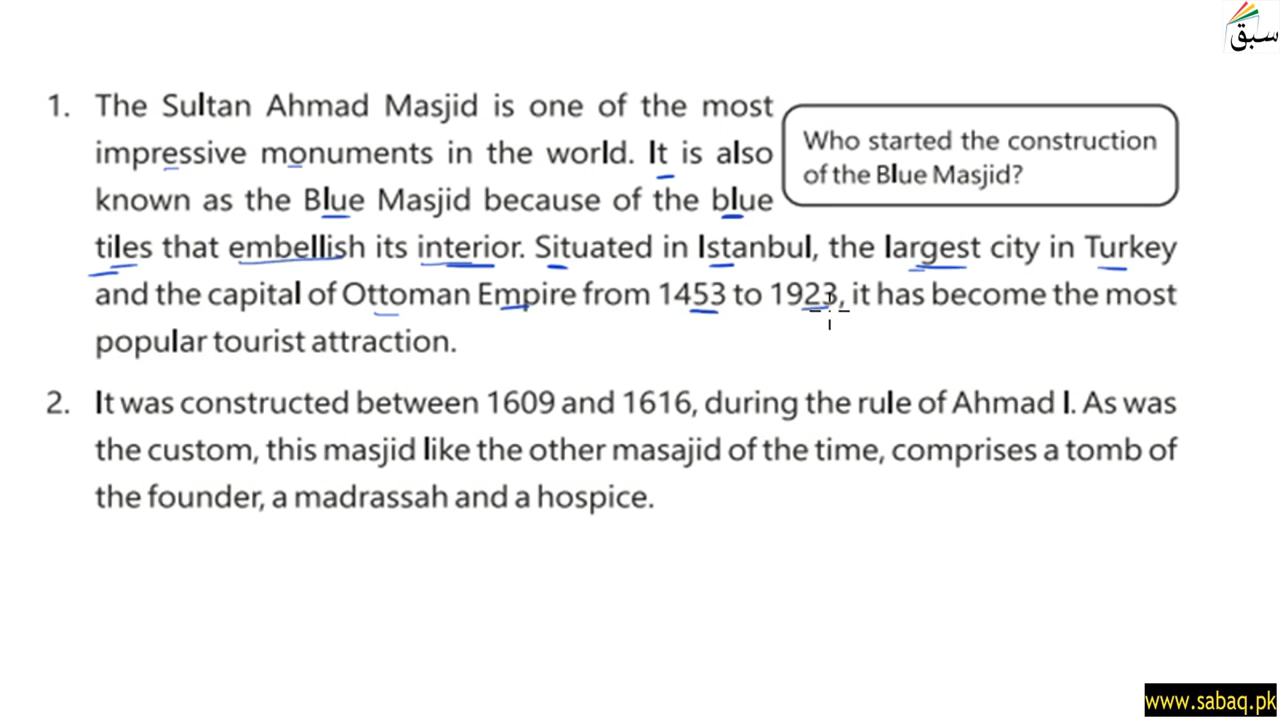 سبق
1. The Sultan Ahmad Masjid is one of the most
impressive monuments in the world. It is also
known as the Blue Masjid because of the blue
tiles that embellish its interior. Situated in Istanbul, the largest city in Turkey
and the capital of Ottoman Empire from 1453 to 1923, it has become the most
popular tourist attraction.
Who started the construction
of the Blue Masjid?
2. It was constructed between 1609 and 1616, during the rule of Ahmad I. As was
the custom, this masjid like the other masajid of the time, comprises a tomb of
the founder, a madrassah and a hospice.
www.sabaq.pk